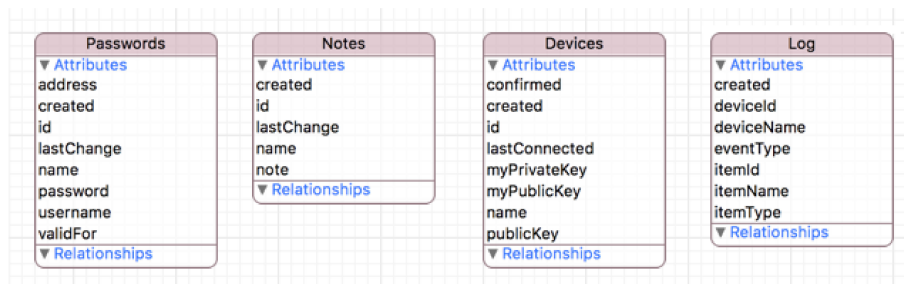 Passwords
▼ Attributes
address
created
id
lastChange
name
password
username
validFor
▼ Relationships
Notes
▼ Attributes
created
id
lastChange
name
note
▼ Relationships
Devices
▼ Attributes
confirmed
created
id
lastConnected
myPrivateKey
myPublicKey
name
publicKey
▼ Relationships
Log
▼ Attributes
created
deviceId
deviceName
eventType
itemId
itemName
itemType
▼ Relationships